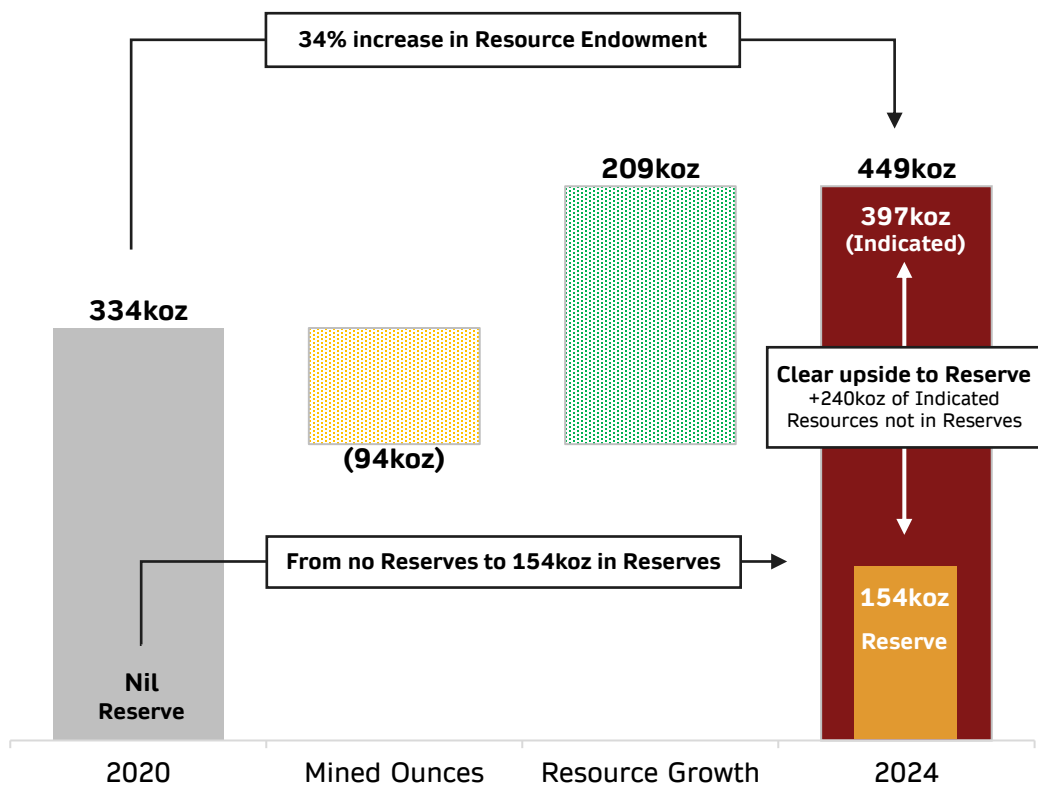 34% increase in Resource Endowment
334koz
(94koz)
209koz
449koz
397koz
(Indicated)
Clear upside to Reserve
+240koz of Indicated
Resources not in Reserves
From no Reserves to 154koz in Reserves
154koz
Reserve
Nil
Reserve
2020
Mined Ounces
Resource Growth
2024